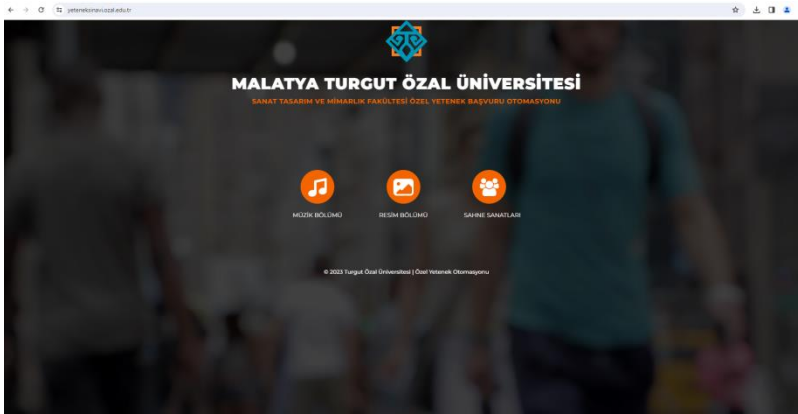 yeteneksinavi.ozal.edu.tr
MALATYA TURGUT ÖZAL ÜNİVERSİTESİ
SANAT TASARIM VE MİMARLIK FAKÜLTESİ ÖZEL YETENEK BAŞVURU OTOMASYONU
MÜZİK BÖLÜMÜ RESİM BÖLÜMÜ SAHNE SANATLARI
© 2023 Turgut Özal Üniversitesi | Özel Yetenek Otomasyonu